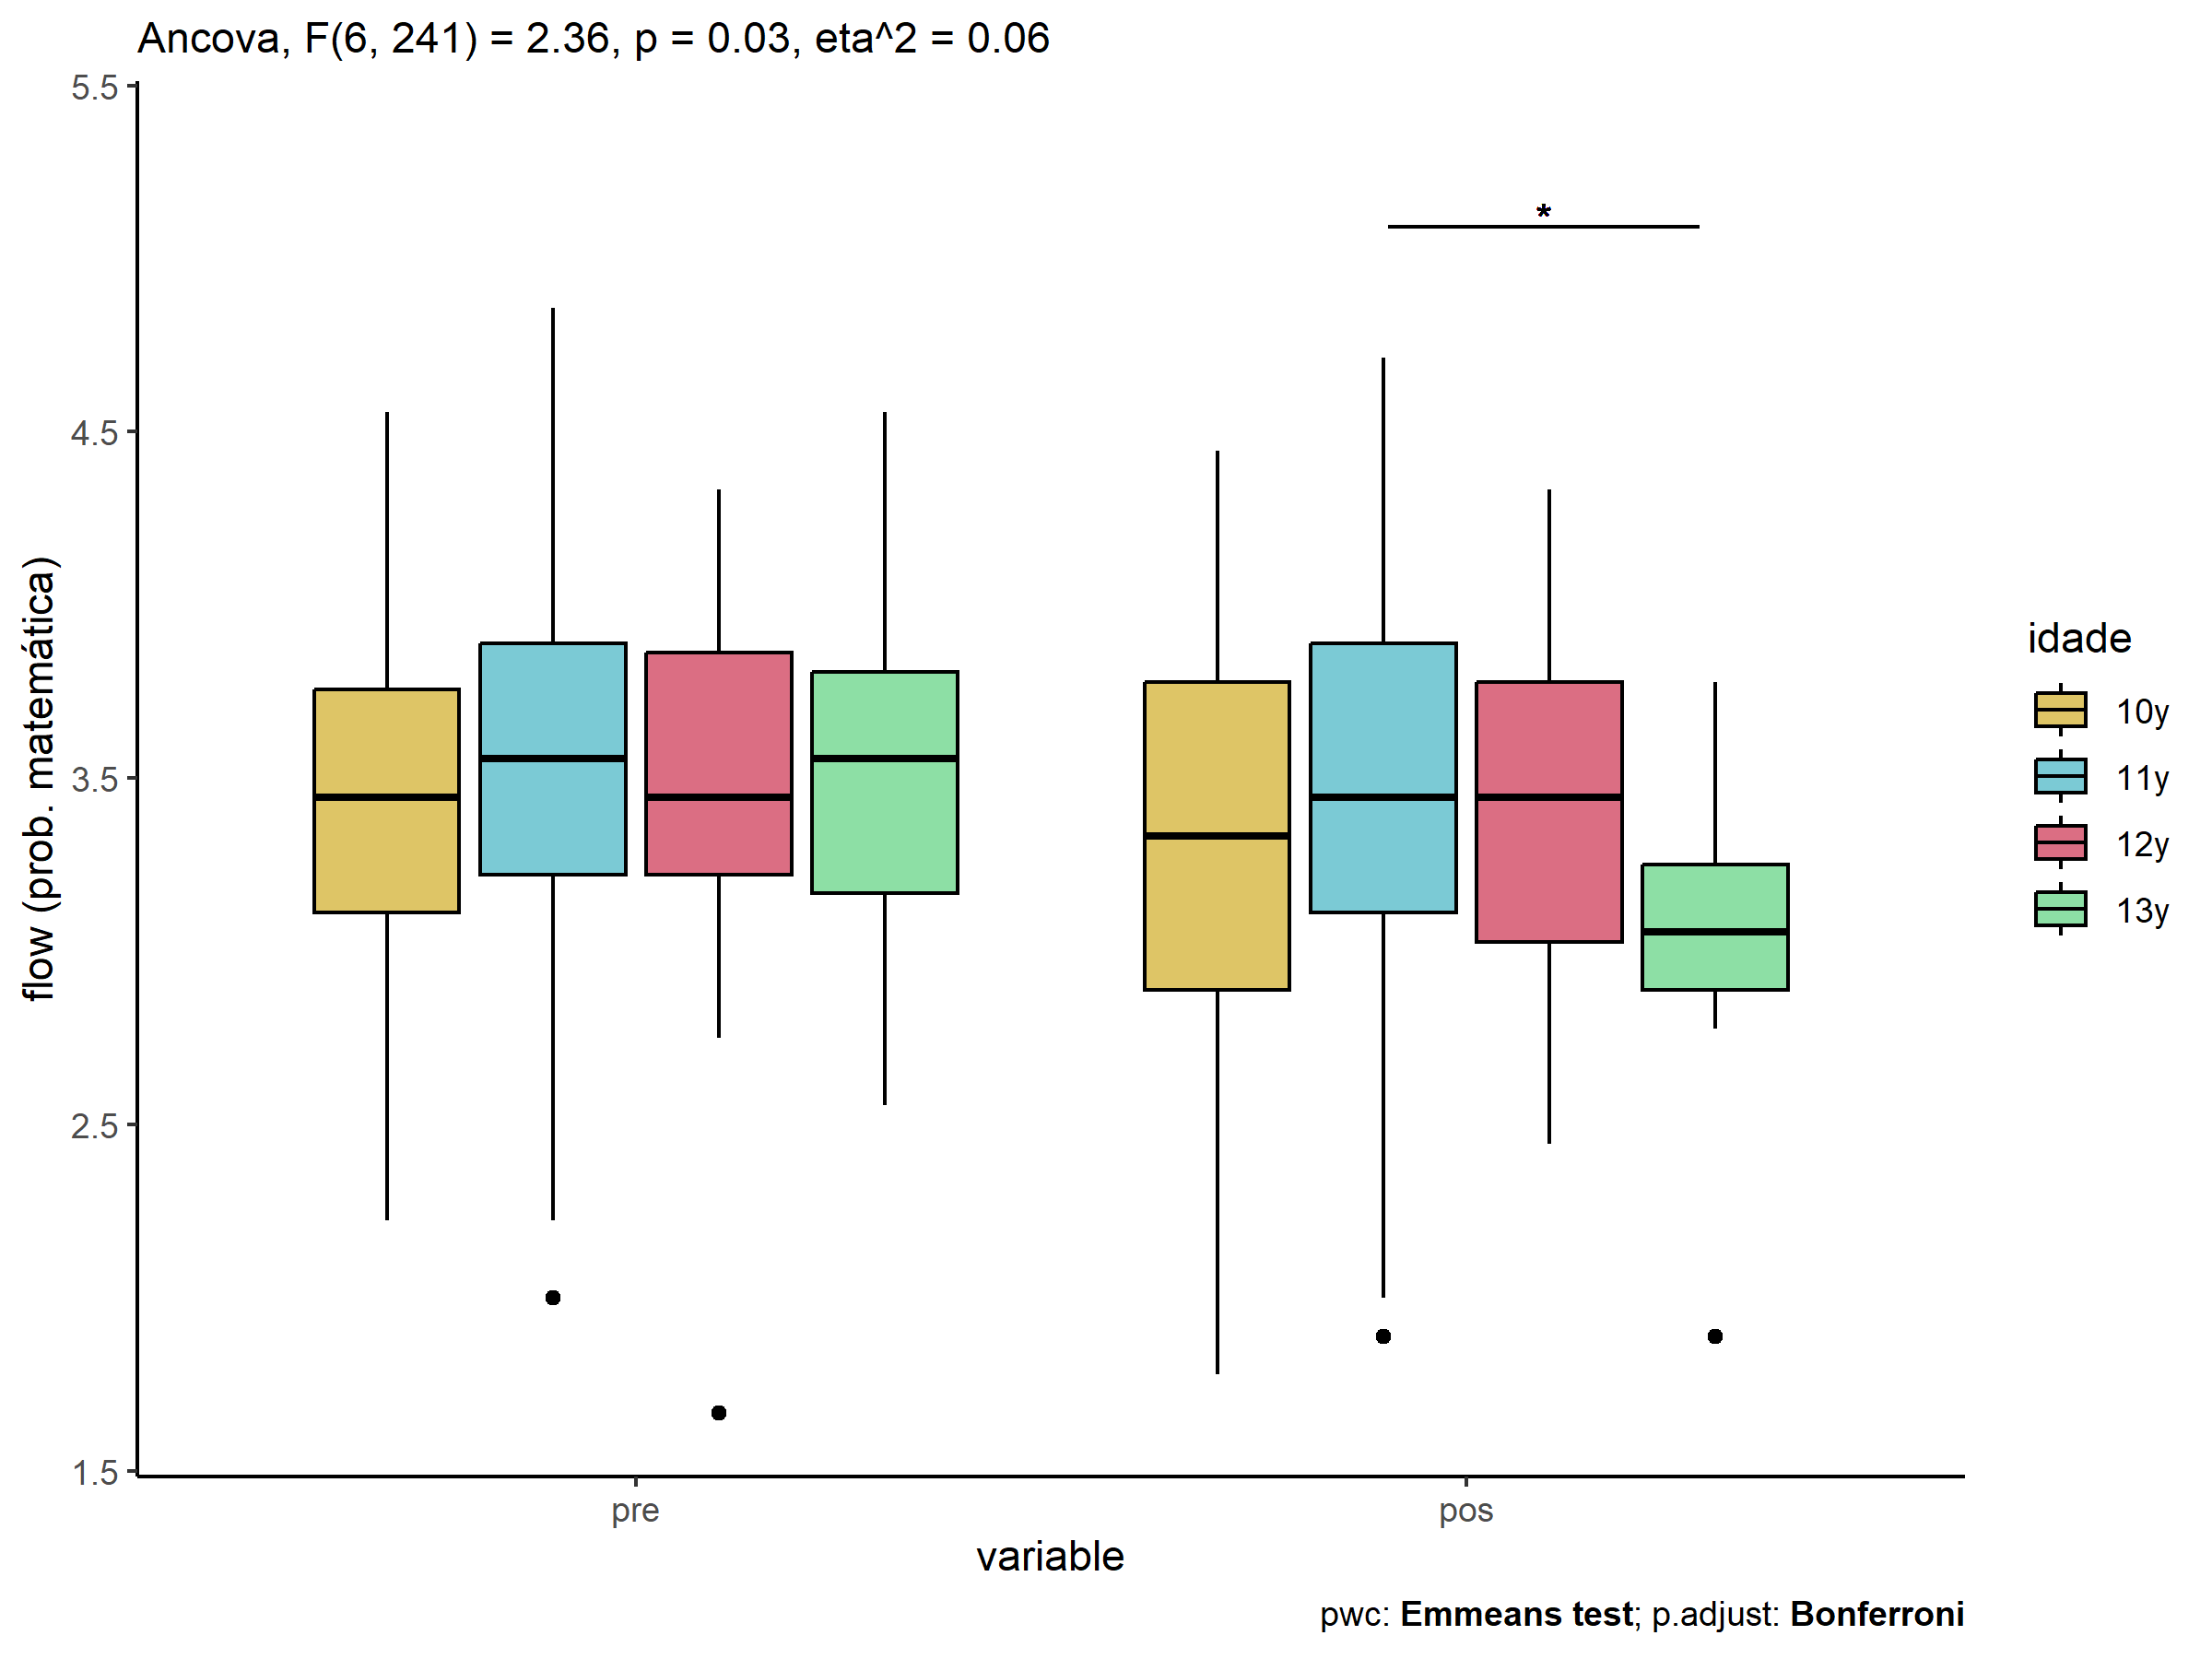 Ancova, F(6, 241) = 2.36, p = 0.03, eta^2 = 0.06
5.5
4.5
3.5
2.5
1.5
flow (prob. matemática)
*
pre
pos
variable
idade
10y
11y
12y
13y
pwc: Emmeans test; p.adjust: Bonferroni